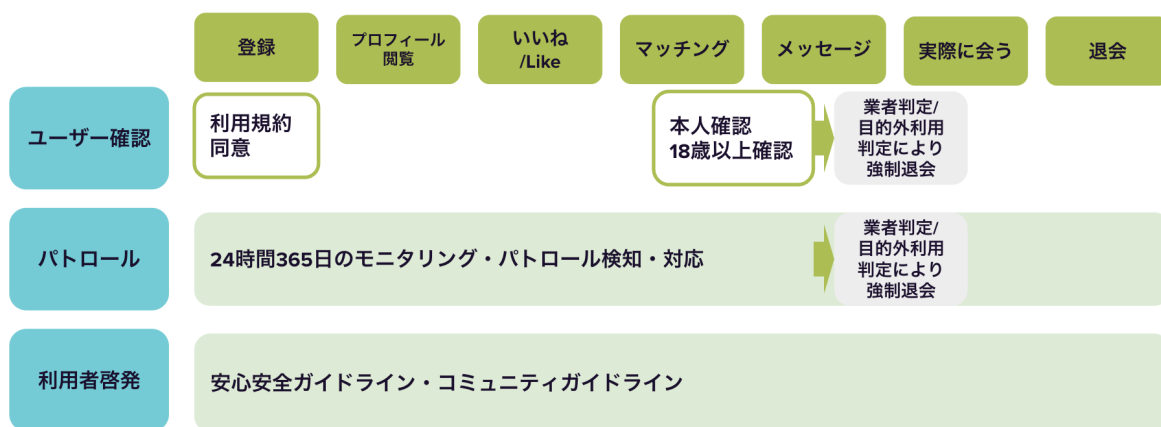 登録
プロフィール
閲覧
いいね
/Like
マッチング
メッセージ
実際に会う
退会
ユーザー確認
利用規約
同意
本人確認
18歳以上確認
業者判定/
目的外利用
判定により
強制退会
パトロール
24時間365日のモニタリング・パトロール検知・対応
業者判定/
目的外利用
判定により
強制退会
利用者啓発
安心安全ガイドライン・コミュニティガイドライン